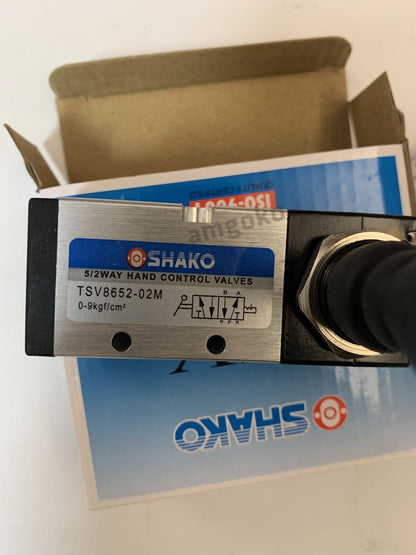 ISO-9001
QUALITY CERTIFIED
amgoko
SHAKO
5/2WAY HAND CONTROL VALVES
TSV8652-02M
0-9kgf/cm²
B A
R P R
SHAKO